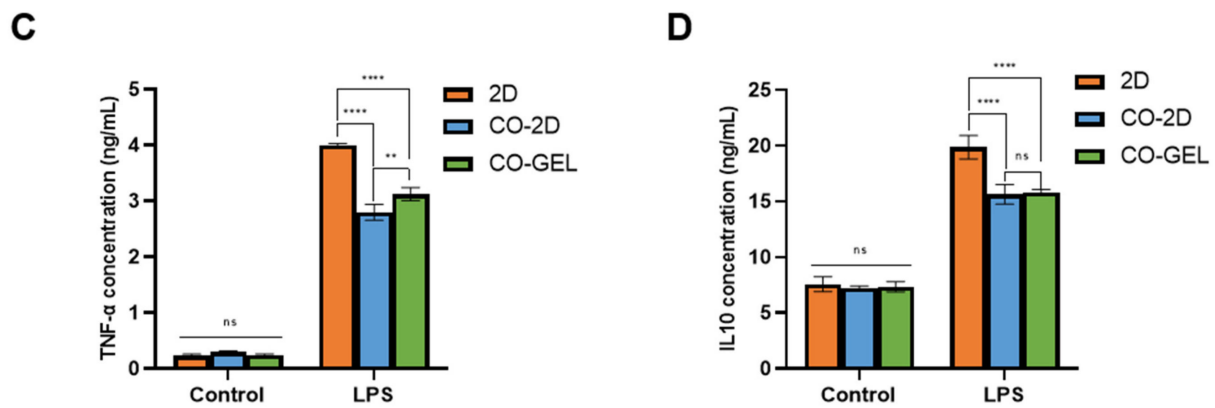 C
TNF-α concentration (ng/mL)
5
4
3
2
1
0
ns
****
****
**
Control
LPS
2D
CO-2D
CO-GEL
D
IL10 concentration (ng/mL)
25
20
15
10
5
0
ns
****
****
ns
Control
LPS
2D
CO-2D
CO-GEL